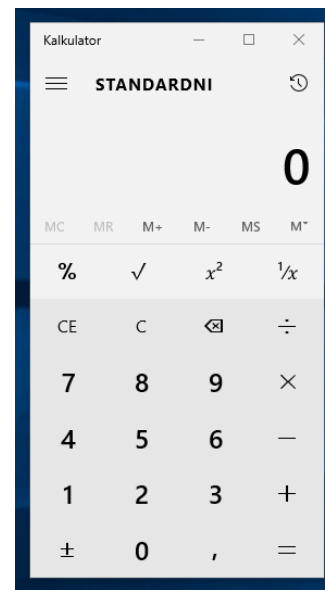 Kalkulator
STANDARDNI
0
MC MR M+ M- MS M˅
% √ x² ¹/x
CE C ÷
7 8 9 ×
4 5 6 −
1 2 3 +
± 0 , =